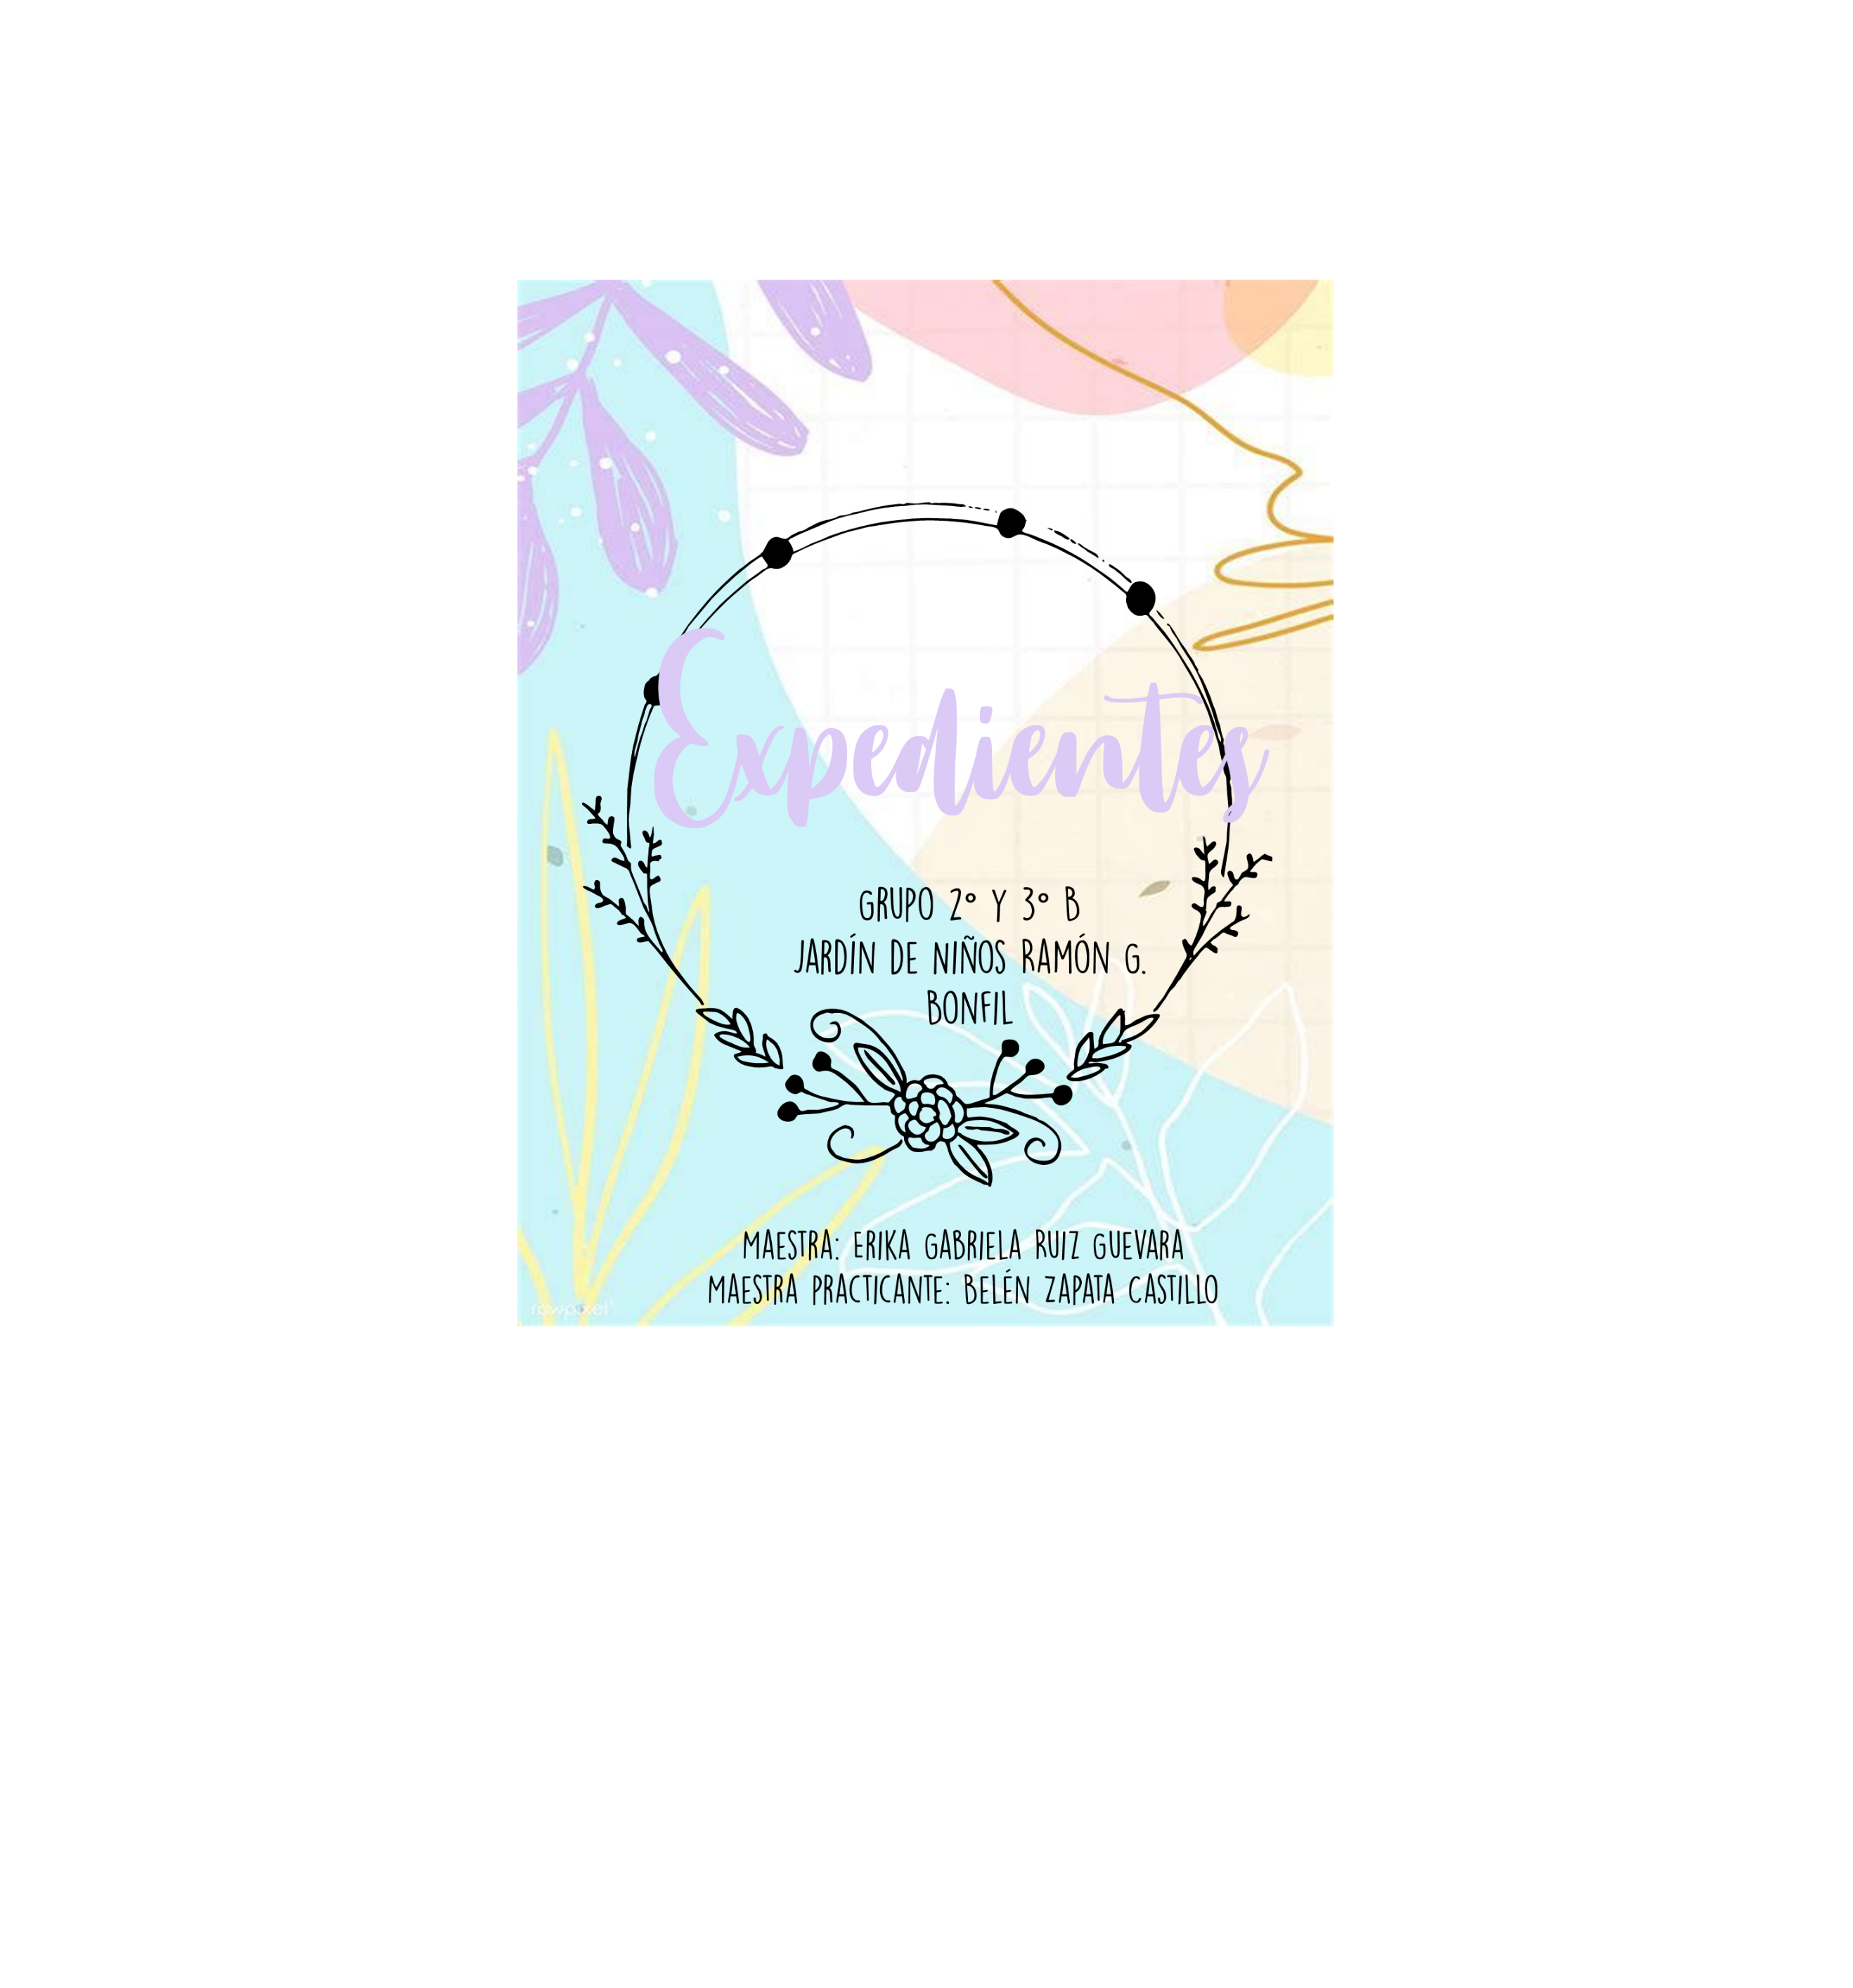 Expedientes
GRUPO 2° Y 3° B
JARDÍN DE NIÑOS RAMÓN G.
BONFIL
MAESTRA: ERIKA GABRIELA RUIZ GUEVARA
MAESTRA PRACTICANTE: BELÉN ZAPATA CASTILLO
rawpixel